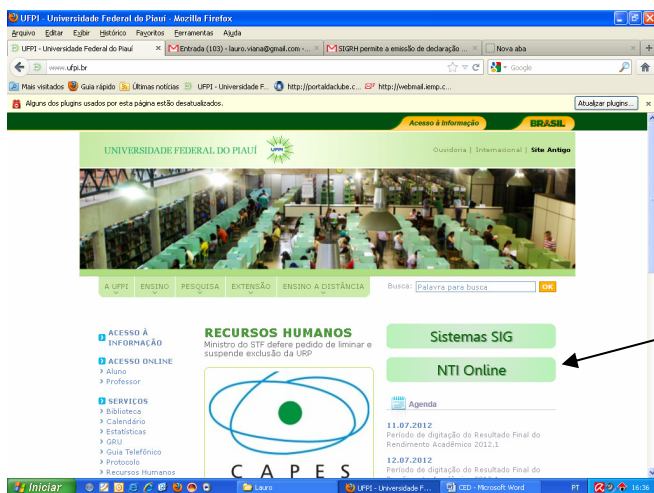 UFPI - Universidade Federal do Piauí - Mozilla Firefox
Arquivo Editar Exibir Histórico Favoritos Ferramentas Ajuda
UFPI - Universidade Federal do Piauí Entrada (103) - lauro.viana@gmail.com -... SIGRH permite a emissão de declaração ... Nova aba
www.ufpi.br Google
Mais visitados Guia rápido Últimas notícias UFPI - Universidade F... http://portaldaclube.c... http://webmail.iemp.c...
Alguns dos plugins usados por esta página estão desatualizados. Atualizar plugins...
Acesso à Informação BRASIL
UNIVERSIDADE FEDERAL DO PIAUÍ UFPI Ouvidoria | Internacional | Site Antigo
A UFPI ENSINO PESQUISA EXTENSÃO ENSINO A DISTÂNCIA Busca: Palavra para busca OK
ACESSO À
INFORMAÇÃO
ACESSO ONLINE
Aluno
Professor
SERVIÇOS
Biblioteca
Calendário
Estatísticas
GRU
Guia Telefônico
Protocolo
Recursos Humanos
RECURSOS HUMANOS
Ministro do STF defere pedido de liminar e
suspende exclusão da URP
CAPES
Sistemas SIG
NTI Online
Agenda
11.07.2012
Período de digitação do Resultado Final do
Rendimento Acadêmico 2012.1
12.07.2012
Período de digitação do Resultado Final do
Iniciar Lauro UFPI - Universidade F... CED - Microsoft Word PT 16:36